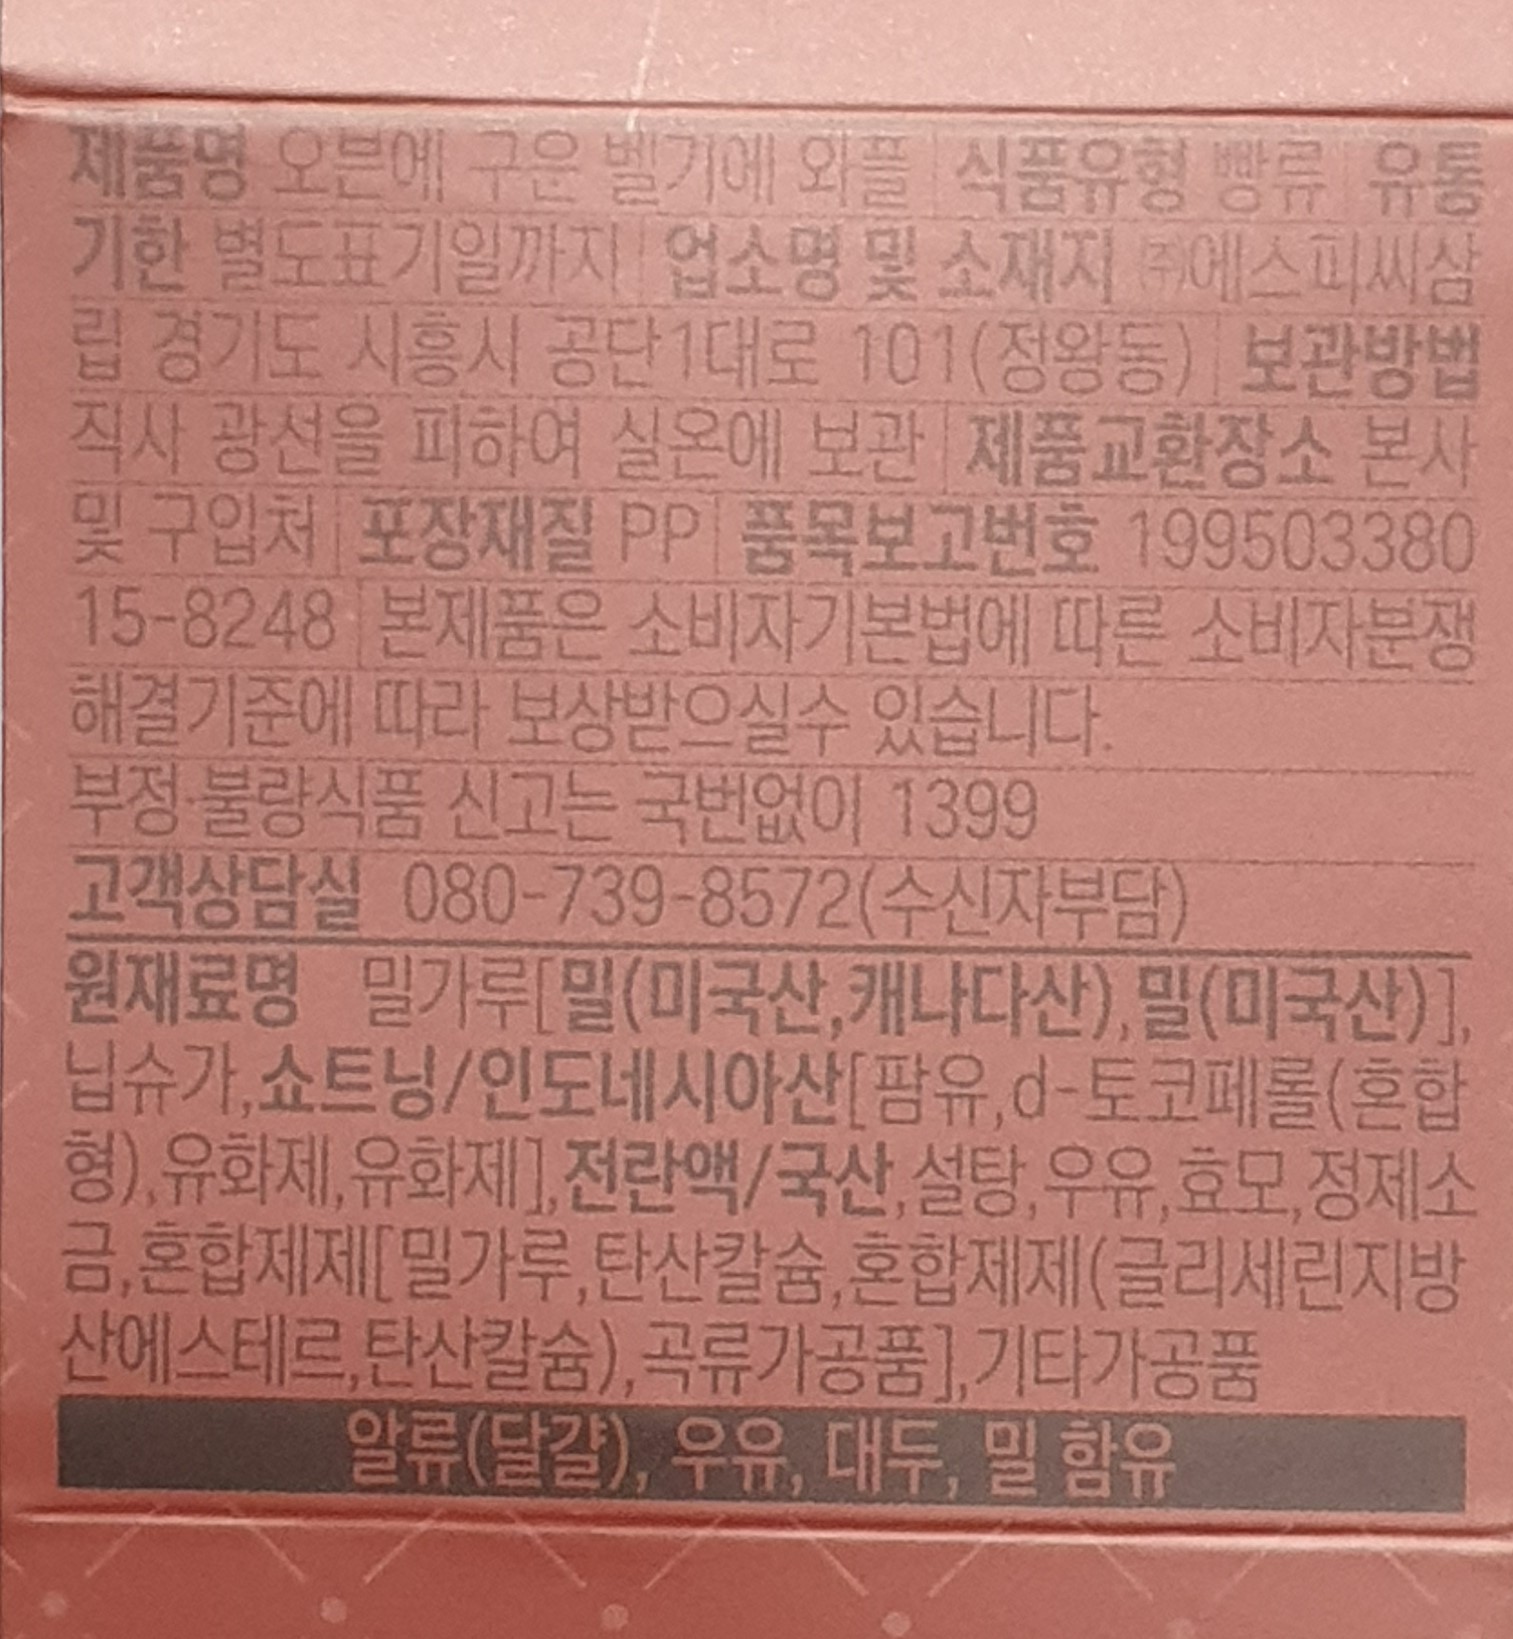 제품명 오븐에 구운 벨기에 와플 | 식품유형 빵류 | 유통
기한 별도표기일까지 | 업소명 및 소재지 ㈜에스피씨삼
립 경기도 시흥시 공단1대로 101(정왕동) | 보관방법
직사 광선을 피하여 실온에 보관 | 제품교환장소 본사
및 구입처 | 포장재질 PP | 품목보고번호 199503380
15-8248 | 본제품은 소비자기본법에 따른 소비자분쟁
해결기준에 따라 보상받으실수 있습니다.
부정·불량식품 신고는 국번없이 1399
고객상담실 080-739-8572(수신자부담)
원재료명 밀가루[밀(미국산,캐나다산),밀(미국산)],
닙슈가,쇼트닝/인도네시아산[팜유,d-토코페롤(혼합
형),유화제,유화제],전란액/국산,설탕,우유,효모,정제소
금,혼합제제[밀가루,탄산칼슘,혼합제제(글리세린지방
산에스테르,탄산칼슘),곡류가공품],기타가공품
알류(달걀), 우유, 대두, 밀 함유